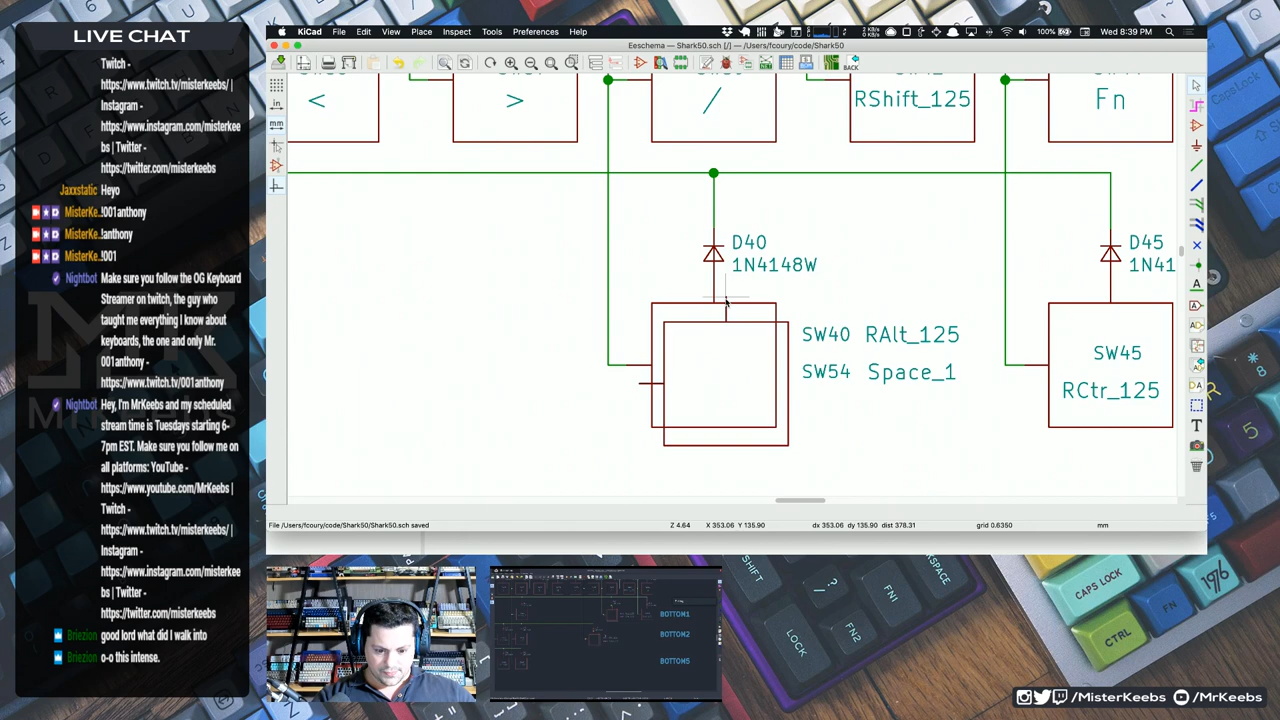 LIVE CHAT
Twitch -
https://www.twitch.tv/misterkeebs/ |
Instagram -
https://www.instagram.com/misterkee
bs | Twitter -
https://twitter.com/misterkeebs
Jaxxstatic Heyo
MisterKe.. !001anthony
MisterKe.. !anthony
MisterKe.. !001
Nightbot Make sure you follow the OG Keyboard
Streamer on twitch, the guy who
taught me everything I know about
keyboards, the one and only Mr.
001anthony -
https://www.twitch.tv/001anthony
Nightbot Hey, I'm MrKeebs and my scheduled
stream time is Tuesdays starting 6-
7pm EST. Make sure you follow me on
all platforms: YouTube -
https://www.youtube.com/MrKeebs |
Twitch -
https://www.twitch.tv/misterkeebs/ |
Instagram -
https://www.instagram.com/misterkee
bs | Twitter -
https://twitter.com/misterkeebs
Briezion good lord what did I walk into
Briezion o-o this intense.
KiCad File Edit View Place Inspect Tools Preferences Help
100% Wed 8:39 PM
Eeschema — Shark50.sch [/] — /Users/fcoury/code/Shark50
BACK
in
mm
< > / RShift_125 Fn
D40
1N4148W
D45
1N41
SW40 RAlt_125
SW54 Space_1
SW45
RCtr_125
File /Users/fcoury/code/Shark50/Shark50.sch saved
Z 4.64 X 353.06 Y 135.90 dx 353.06 dy 135.90 dist 378.31 grid 0.6350 mm
BOTTOM1
BOTTOM2
BOTTOM5
SHIFT
?
/
FN1
FN2
LOCK
SPACE
CAPS LOCK
FN
CTRL
196
/MisterKeebs /MrKeebs